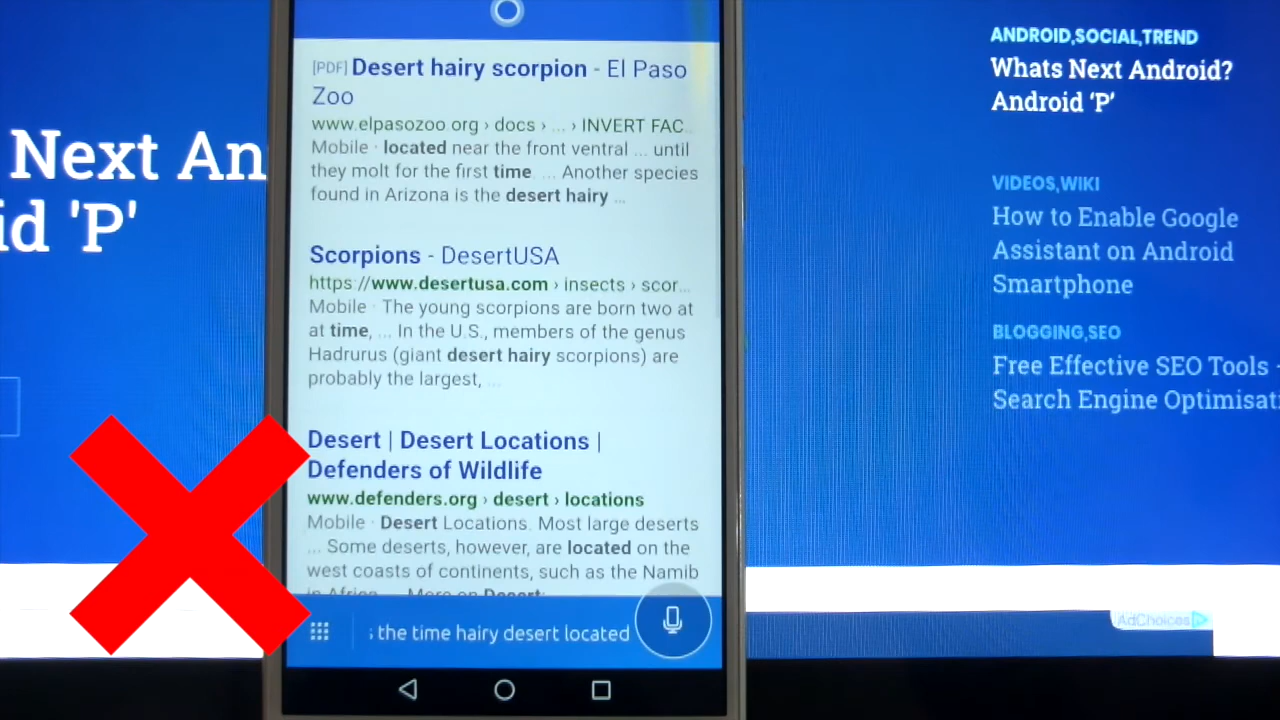 Next An
id 'P'
[PDF] Desert hairy scorpion - El Paso
Zoo
www.elpasozoo org › docs › ... › INVERT FAC...
Mobile · located near the front ventral ... until
they molt for the first time ... Another species
found in Arizona is the desert hairy ...
Scorpions - DesertUSA
https://www.desertusa.com › insects › scor...
Mobile · The young scorpions are born two at
at time, ... In the U.S., members of the genus
Hadrurus (giant desert hairy scorpions) are
probably the largest, ...
Desert | Desert Locations |
Defenders of Wildlife
www.defenders.org › desert › locations
Mobile · Desert Locations. Most large deserts
... Some deserts, however, are located on the
west coasts of continents, such as the Namib
in Africa. ... More on Desert:
the time hairy desert located
ANDROID,SOCIAL,TREND
Whats Next Android?
Android ‘P’
VIDEOS,WIKI
How to Enable Google
Assistant on Android
Smartphone
BLOGGING,SEO
Free Effective SEO Tools -
Search Engine Optimisati
AdChoices